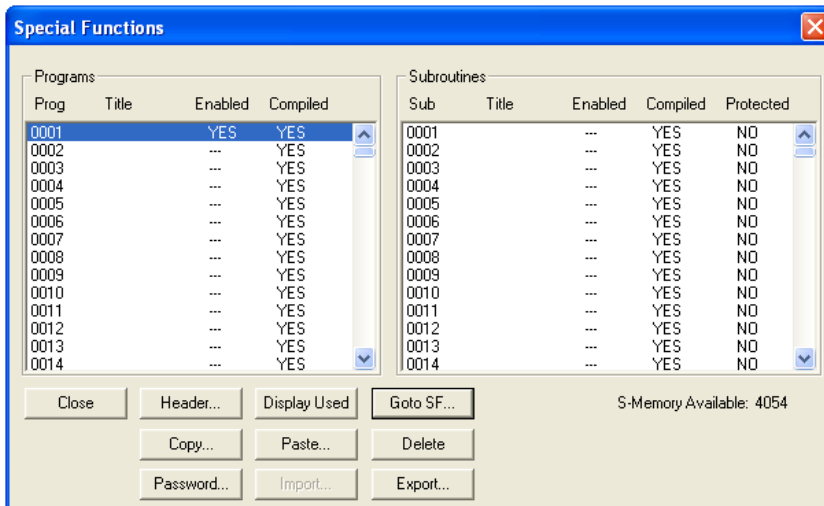 Special Functions
Programs
Prog Title Enabled Compiled
0001 YES YES
0002 --- YES
0003 --- YES
0004 --- YES
0005 --- YES
0006 --- YES
0007 --- YES
0008 --- YES
0009 --- YES
0010 --- YES
0011 --- YES
0012 --- YES
0013 --- YES
0014 --- YES
Subroutines
Sub Title Enabled Compiled Protected
0001 --- YES NO
0002 --- YES NO
0003 --- YES NO
0004 --- YES NO
0005 --- YES NO
0006 --- YES NO
0007 --- YES NO
0008 --- YES NO
0009 --- YES NO
0010 --- YES NO
0011 --- YES NO
0012 --- YES NO
0013 --- YES NO
0014 --- YES NO
Close Header... Display Used Goto SF... S-Memory Available: 4054
Copy... Paste... Delete
Password... Import... Export...